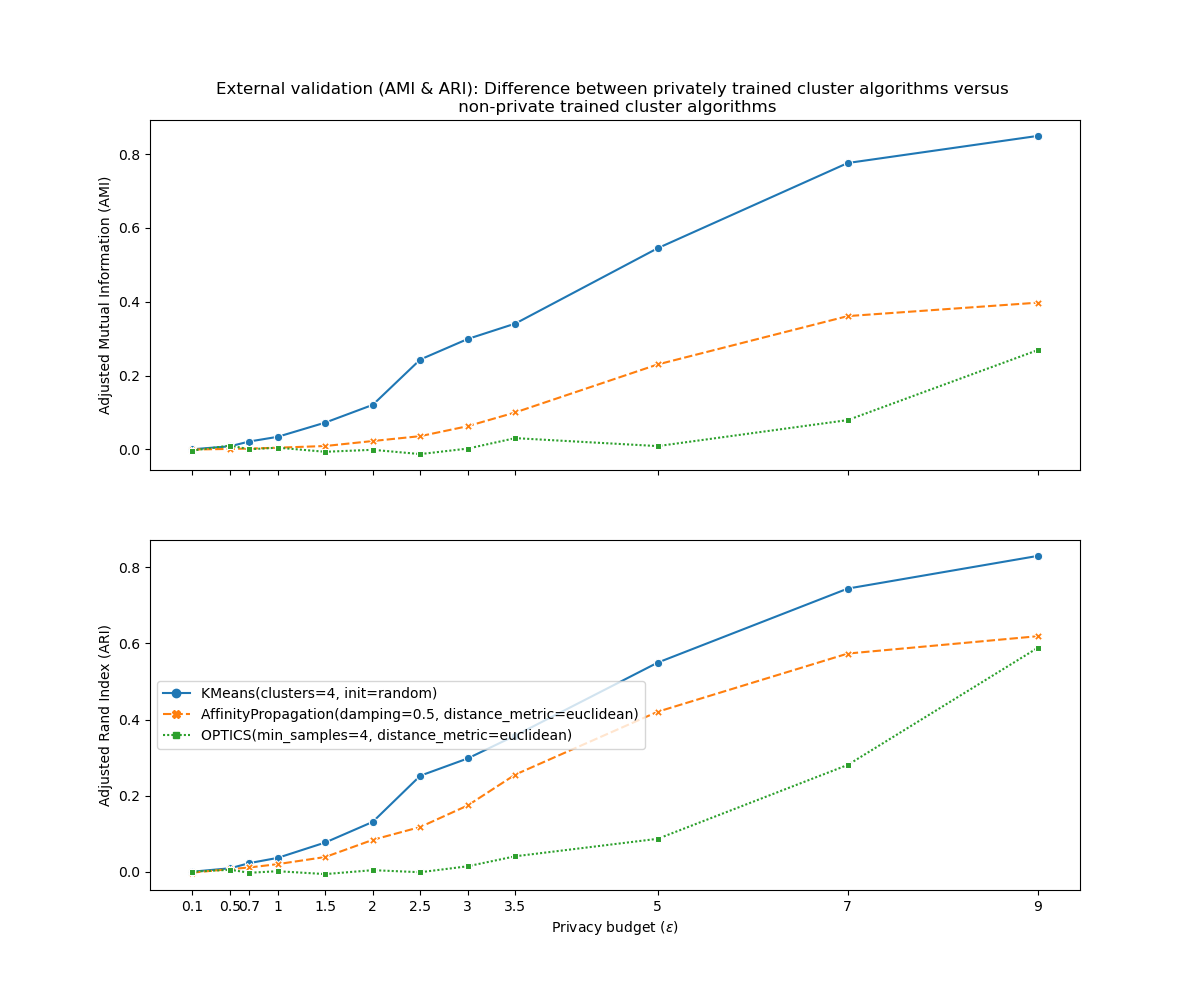 External validation (AMI & ARI): Difference between privately trained cluster algorithms versus
non-private trained cluster algorithms
Adjusted Mutual Information (AMI)
0.8
0.6
0.4
0.2
0.0
Adjusted Rand Index (ARI)
0.8
0.6
0.4
0.2
0.0
KMeans(clusters=4, init=random)
AffinityPropagation(damping=0.5, distance_metric=euclidean)
OPTICS(min_samples=4, distance_metric=euclidean)
0.1 0.5 0.7 1 1.5 2 2.5 3 3.5 5 7 9
Privacy budget (ε)